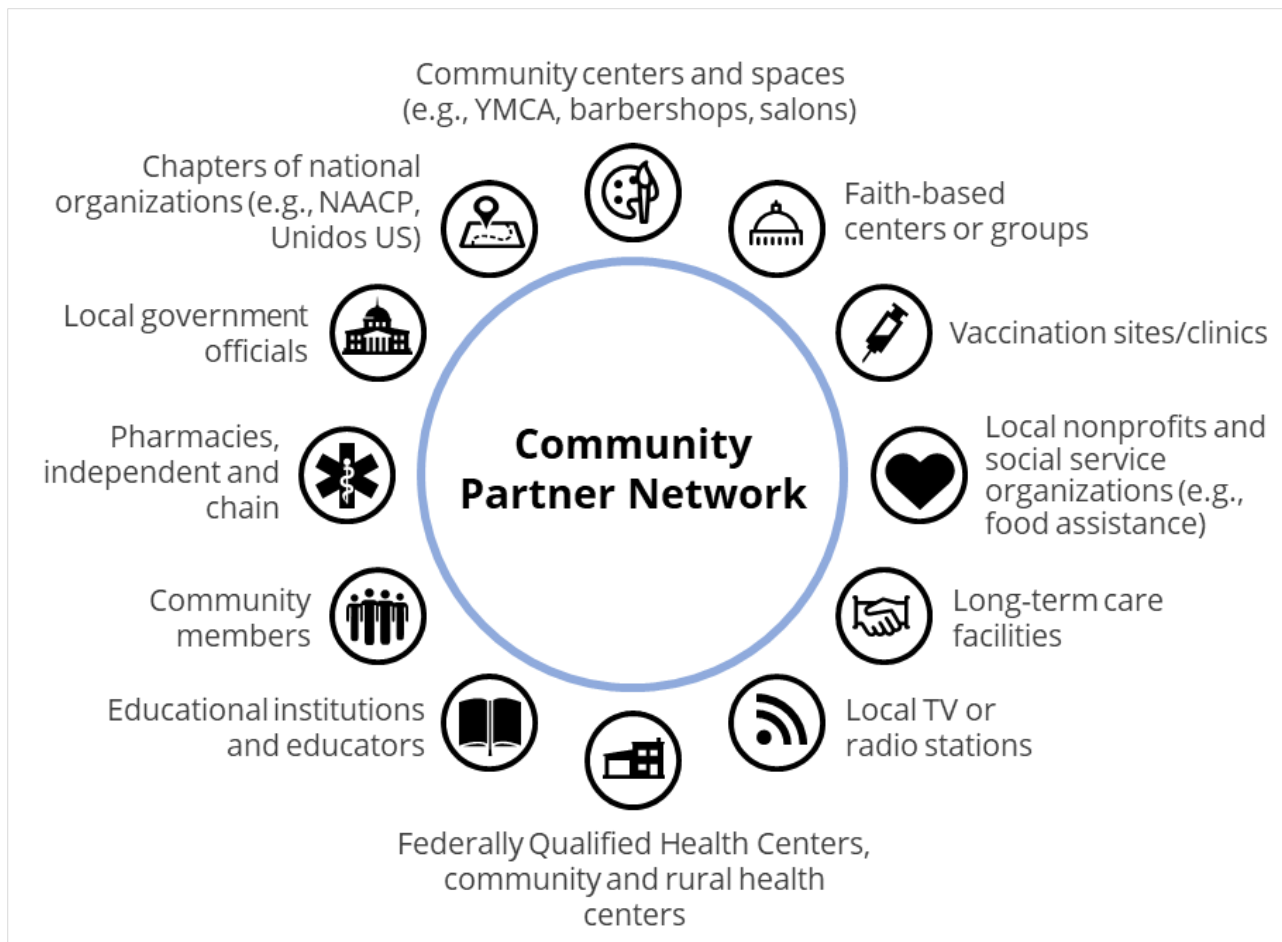 Community centers and spaces
(e.g., YMCA, barbershops, salons)
Faith-based
centers or groups
Vaccination sites/clinics
Local nonprofits and
social service
organizations (e.g.,
food assistance)
Long-term care
facilities
Local TV or
radio stations
Federally Qualified Health Centers,
community and rural health
centers
Educational institutions
and educators
Community
members
Pharmacies,
independent and
chain
Local government
officials
Chapters of national
organizations (e.g., NAACP,
Unidos US)
Community
Partner Network